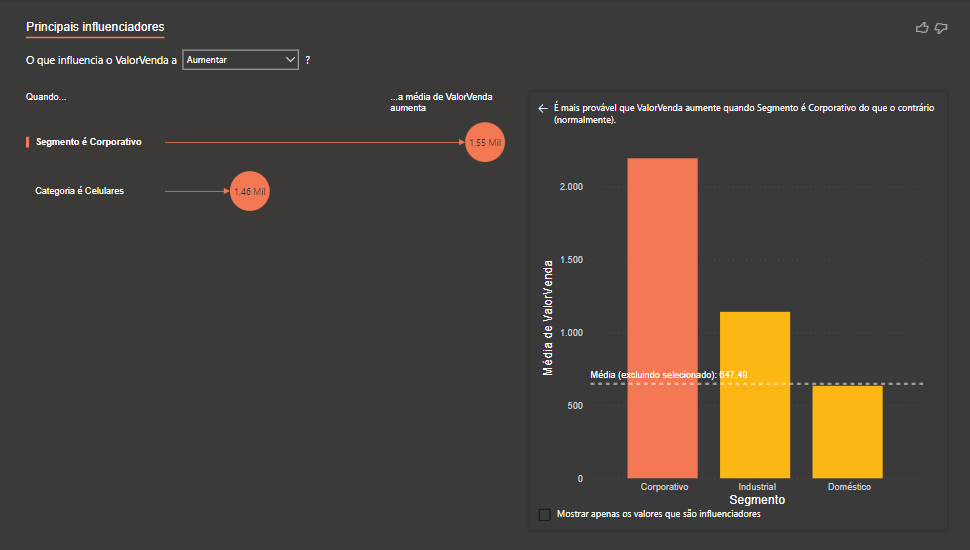 Principais influenciadores
O que influencia o ValorVenda a
Aumentar
?
Quando...
...a média de ValorVenda
aumenta
Segmento é Corporativo
1.55 Mil
Categoria é Celulares
1.46 Mil
É mais provável que ValorVenda aumente quando Segmento é Corporativo do que o contrário
(normalmente).
Média de ValorVenda
2.000
1.500
1.000
500
0
Média (excluindo selecionado): 647,49
Corporativo
Industrial
Doméstico
Segmento
Mostrar apenas os valores que são influenciadores